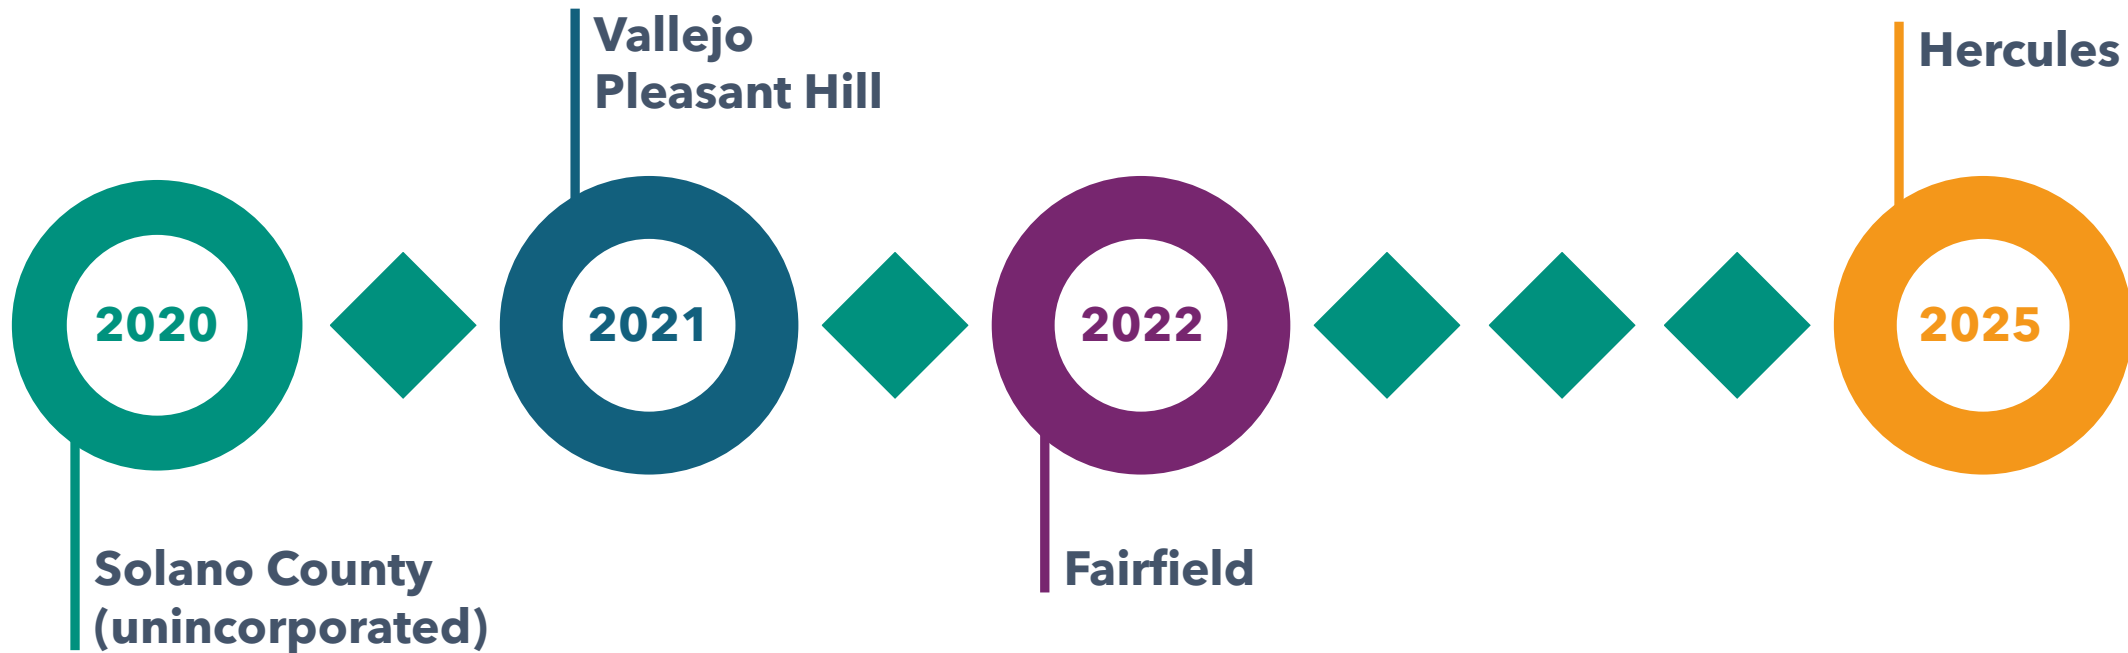 Vallejo
Pleasant Hill
Hercules
2020
2021
2022
2025
Solano County
(unincorporated)
Fairfield